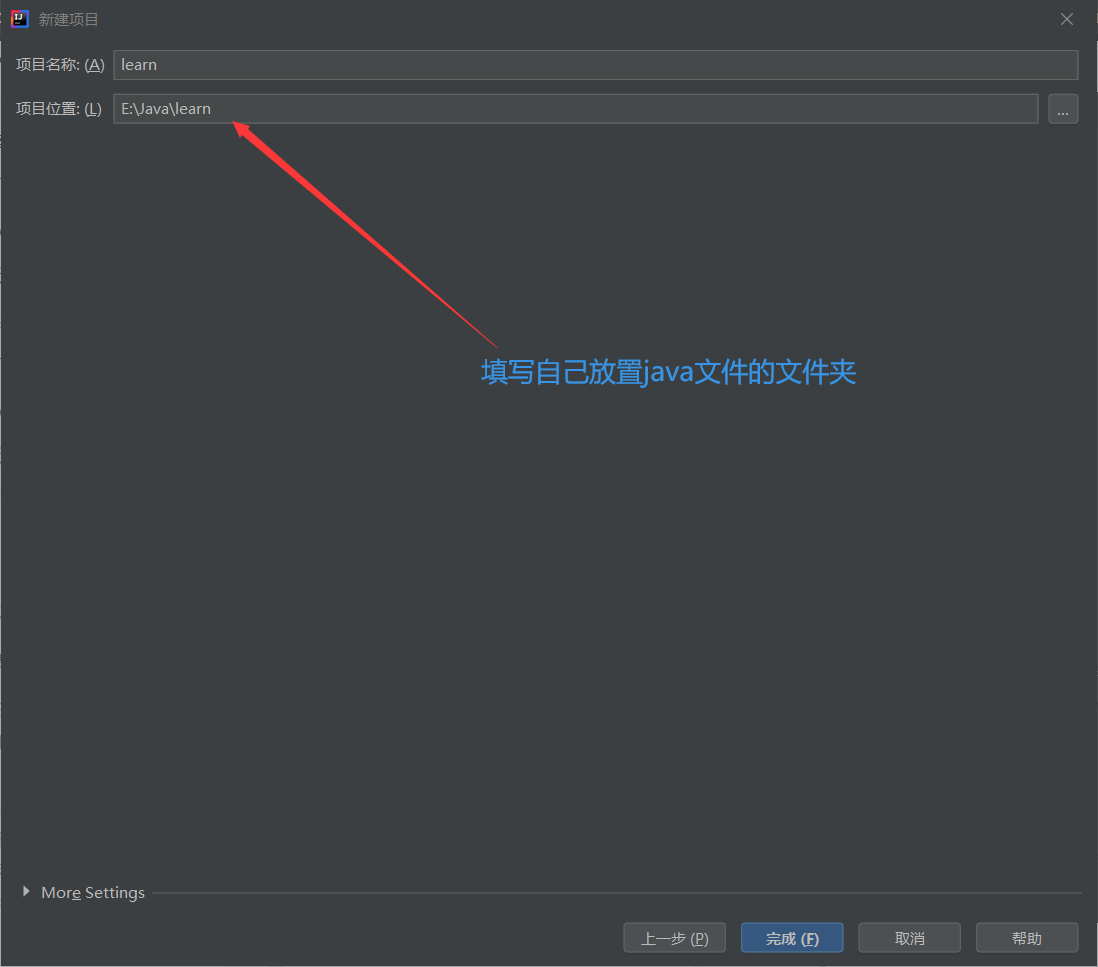 新建项目
项目名称: (A) learn
项目位置: (L) E:\Java\learn ...
填写自己放置java文件的文件夹
More Settings
上一步 (P) 完成 (F) 取消 帮助